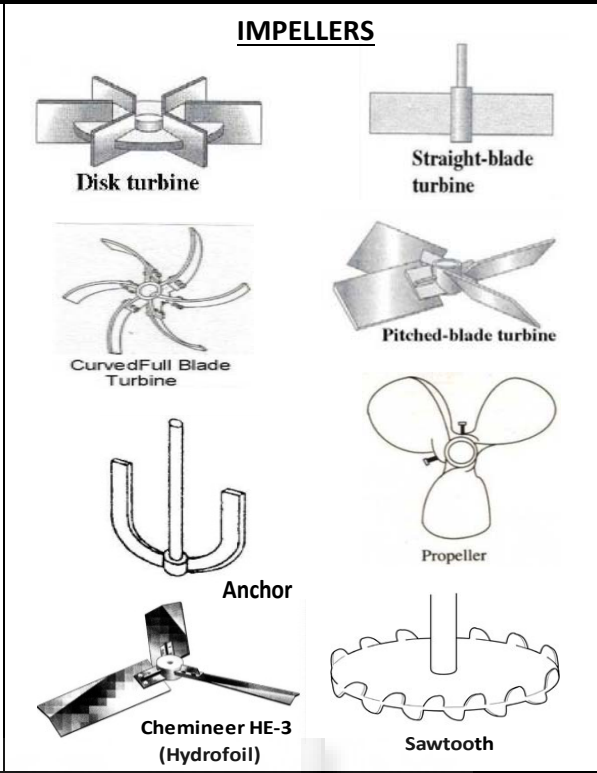 IMPELLERS
Disk turbine
Straight-blade
turbine
CurvedFull Blade
Turbine
Pitched-blade turbine
Anchor
Propeller
Chemineer HE-3
(Hydrofoil)
Sawtooth